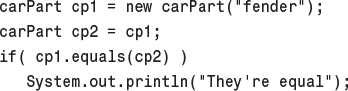 carPart cp1 = new carPart("fender");
carPart cp2 = cp1;
if( cp1.equals(cp2) )
   System.out.println("They're equal");